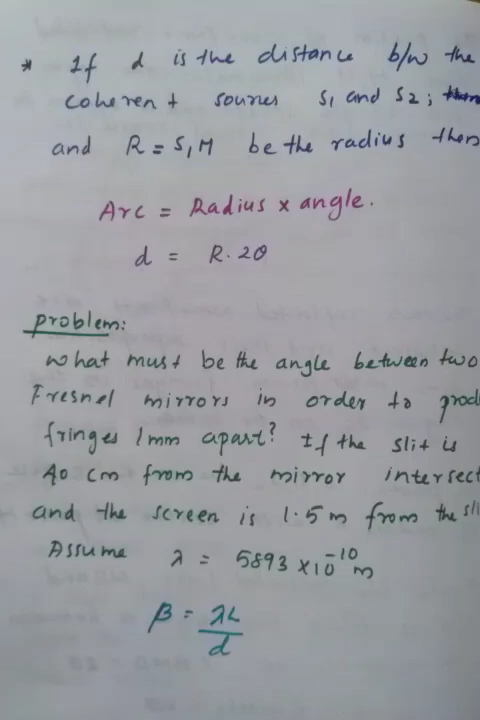 * If d is the distance b/w the
coherent sources S1 and S2;
and R = S1M be the radius then
Arc = Radius x angle.
d = R. 2θ
problem:
what must be the angle between two
Fresnel mirrors in order to prod
fringes 1mm apart? If the slit is
40 cm from the mirror intersect
and the screen is 1.5 m from the sli
Assume λ = 5893 x 10^-10 m
β = λL/d